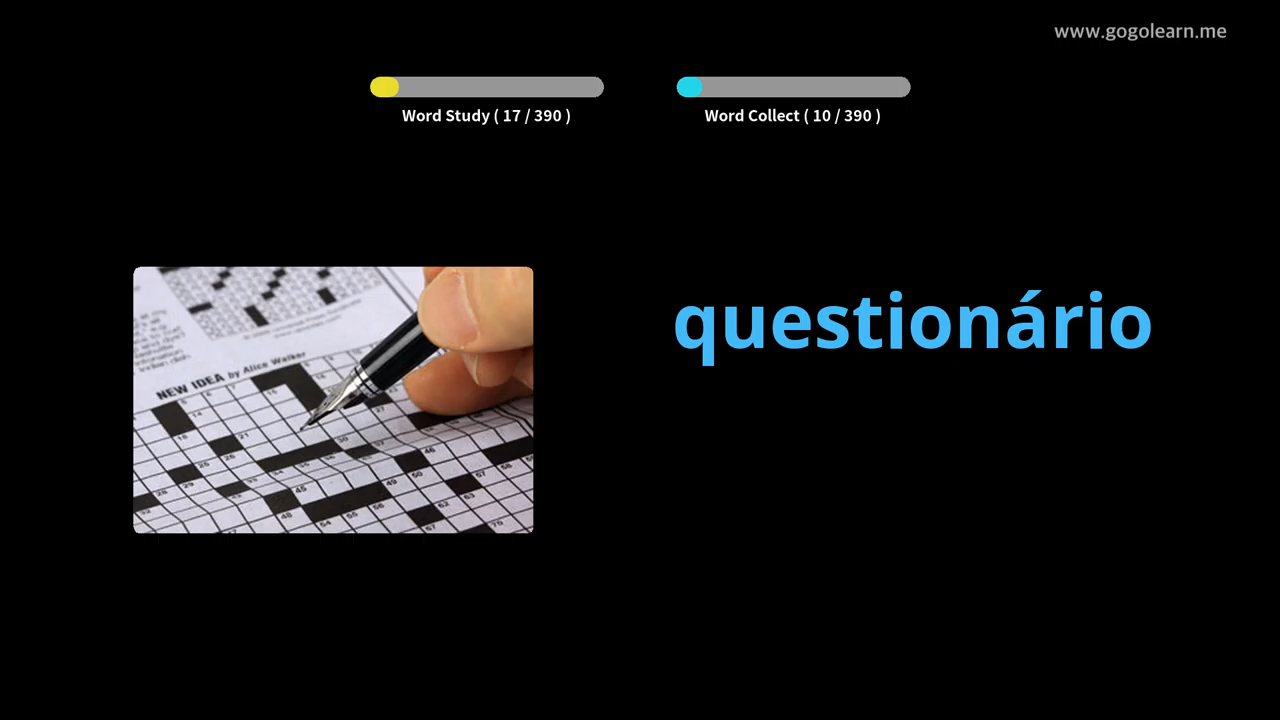 www.gogolearn.me
Word Study ( 17 / 390 )
Word Collect ( 10 / 390 )
questionário
NEW IDEA by Alice Walker